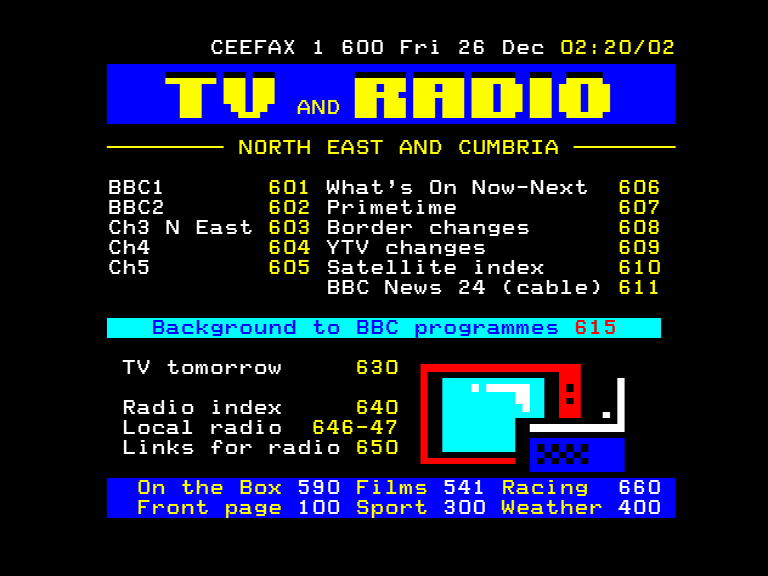 CEEFAX 1 600 Fri 26 Dec 02:20/02
TV AND RADIO
NORTH EAST AND CUMBRIA
BBC1 601 What's On Now-Next 606
BBC2 602 Primetime 607
Ch3 N East 603 Border changes 608
Ch4 604 YTV changes 609
Ch5 605 Satellite index 610
BBC News 24 (cable) 611
Background to BBC programmes 615
TV tomorrow 630
Radio index 640
Local radio 646-47
Links for radio 650
On the Box 590 Films 541 Racing 660
Front page 100 Sport 300 Weather 400